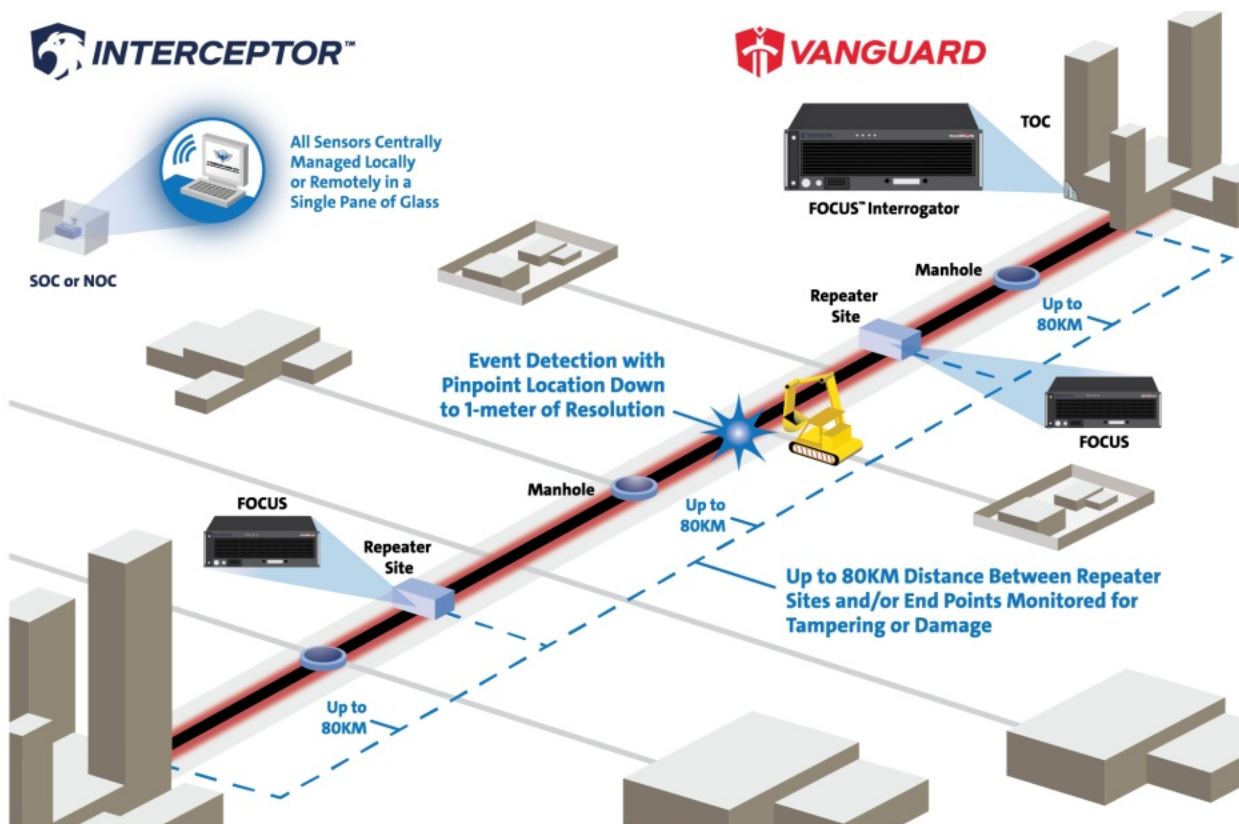 INTERCEPTOR™
VANGUARD
All Sensors Centrally
Managed Locally
or Remotely in a
Single Pane of Glass
SOC or NOC
TOC
FOCUS™ Interrogator
Manhole
Repeater
Site
Up to
80KM
Event Detection with
Pinpoint Location Down
to 1-meter of Resolution
FOCUS
Manhole
Up to
80KM
FOCUS
Repeater
Site
Up to 80KM Distance Between Repeater
Sites and/or End Points Monitored for
Tampering or Damage
Up to
80KM